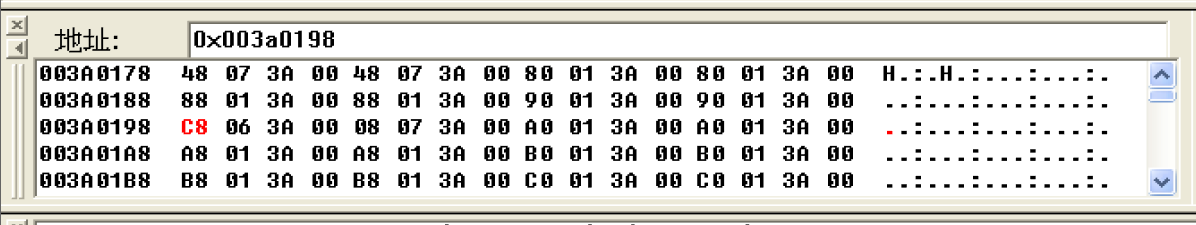 地址: 0x003a0198
003A0178 48 07 3A 00 48 07 3A 00 80 01 3A 00 80 01 3A 00 H.:.H.:...:...:.
003A0188 88 01 3A 00 88 01 3A 00 90 01 3A 00 90 01 3A 00 ..:...:...:...:.
003A0198 C8 06 3A 00 08 07 3A 00 A0 01 3A 00 A0 01 3A 00 ..:...:...:...:.
003A01A8 A8 01 3A 00 A8 01 3A 00 B0 01 3A 00 B0 01 3A 00 ..:...:...:...:.
003A01B8 B8 01 3A 00 B8 01 3A 00 C0 01 3A 00 C0 01 3A 00 ..:...:...:...:.